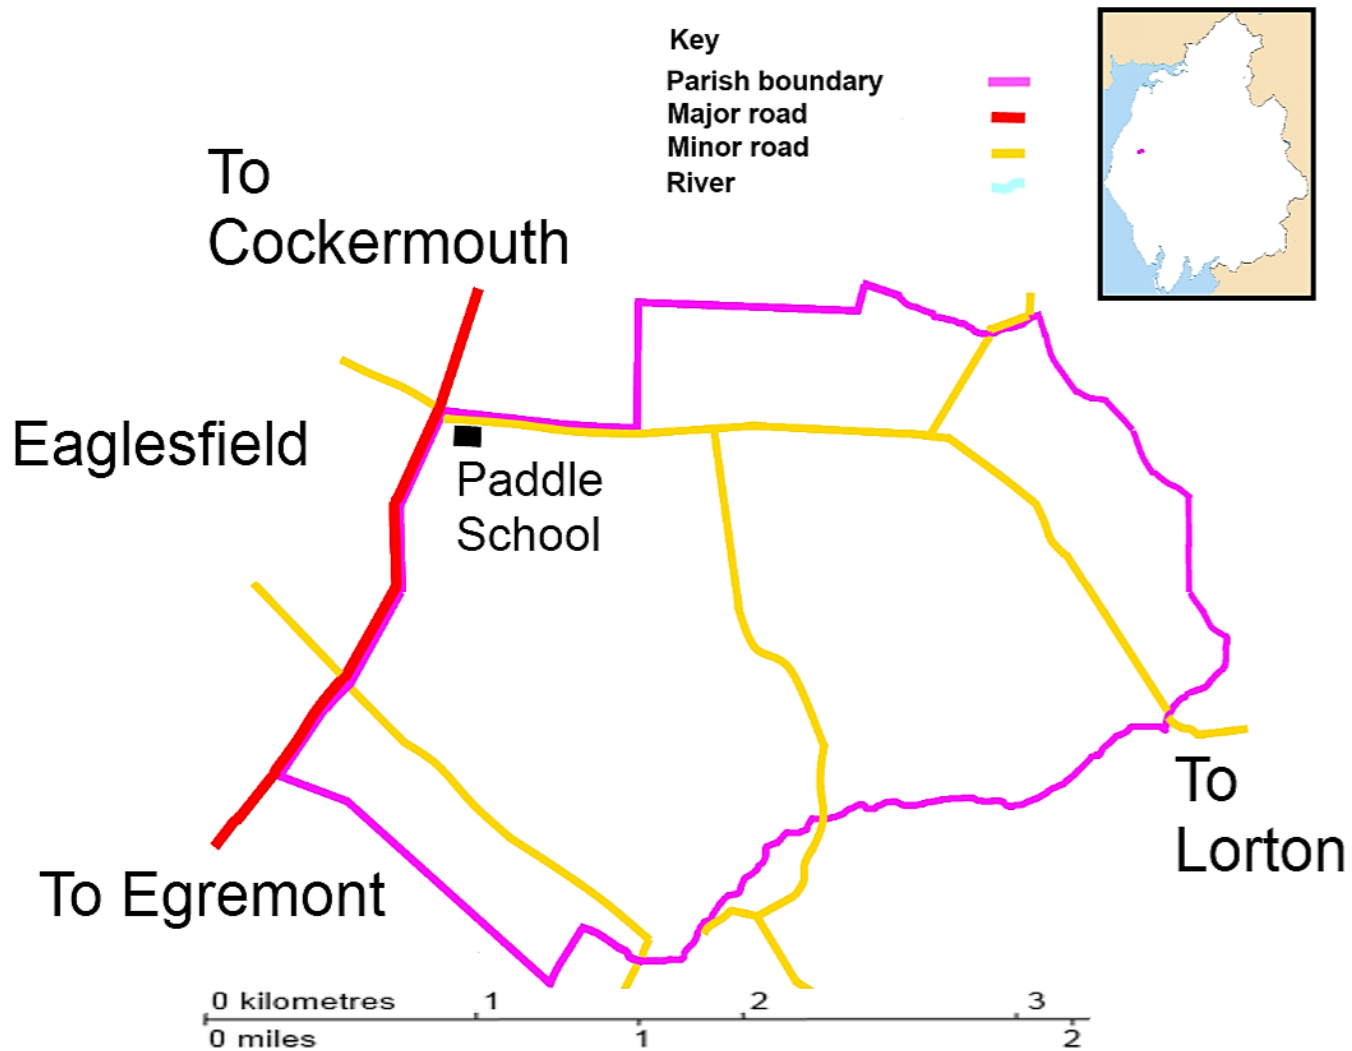 Key
Parish boundary
Major road
Minor road
River
To
Cockermouth
Eaglesfield
Paddle
School
To
Lorton
To Egremont
0 kilometres 1 2 3
0 miles 1 2